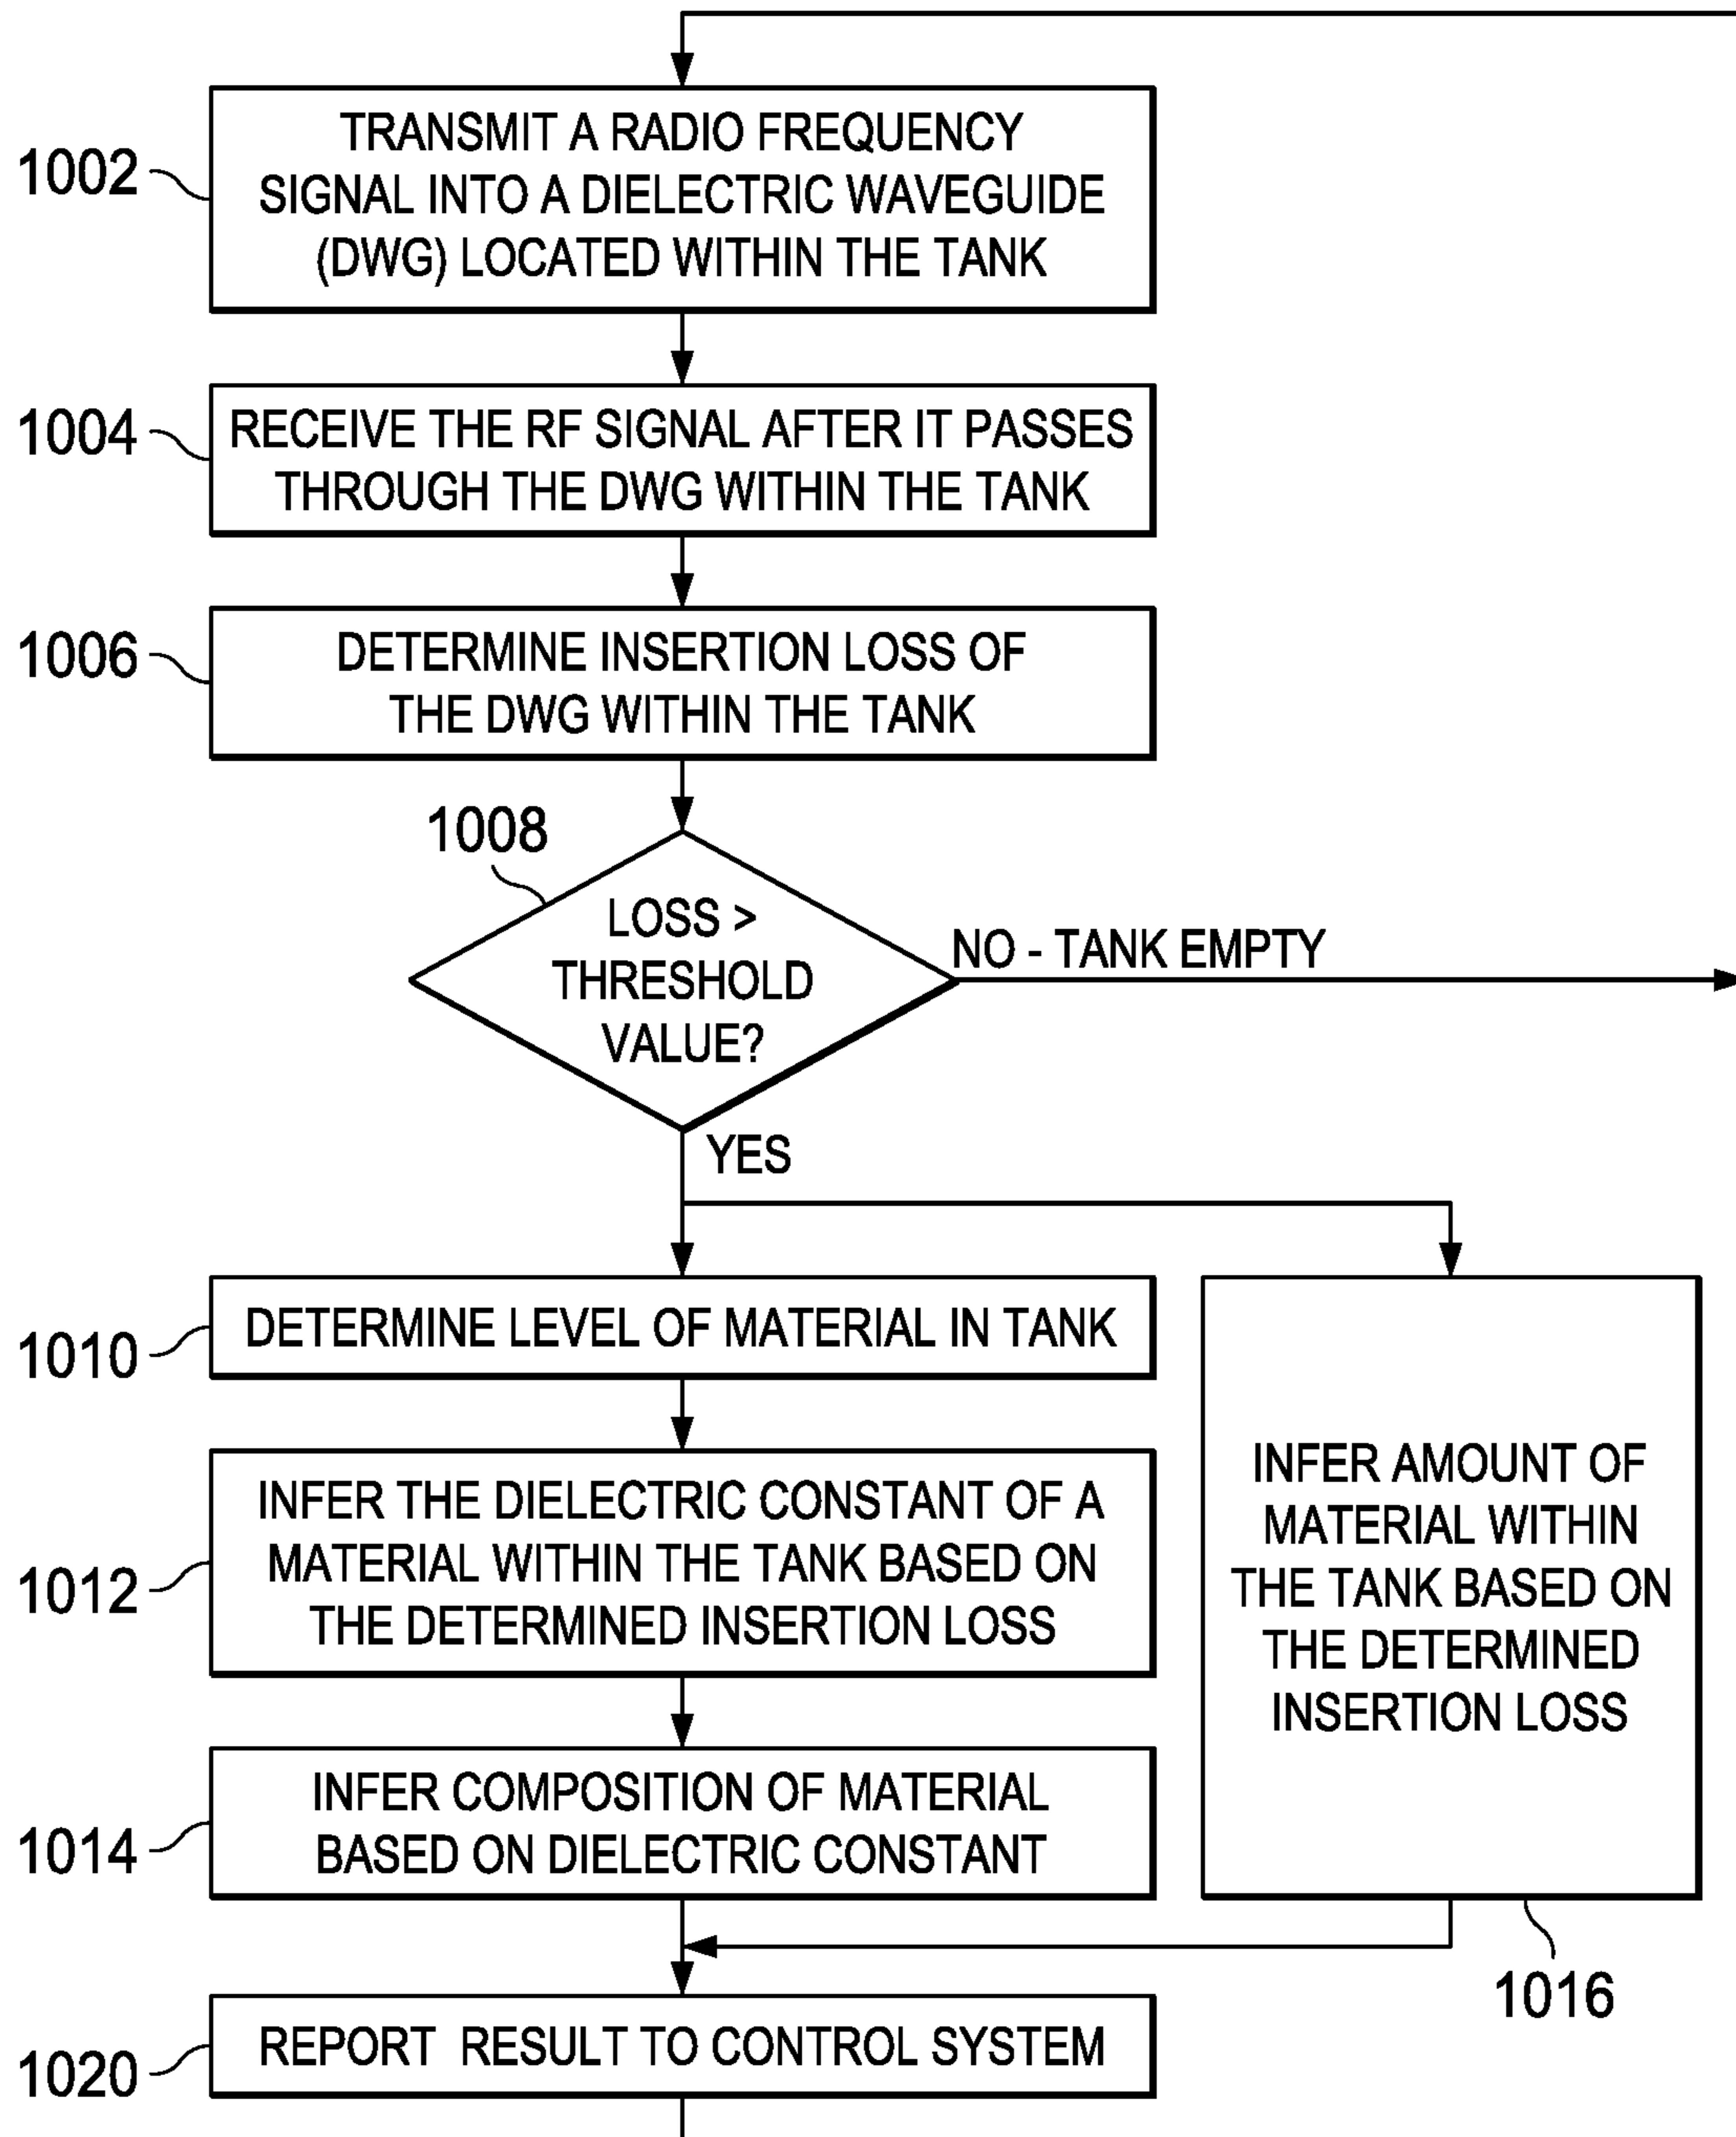 1002
TRANSMIT A RADIO FREQUENCY
SIGNAL INTO A DIELECTRIC WAVEGUIDE
(DWG) LOCATED WITHIN THE TANK
1004
RECEIVE THE RF SIGNAL AFTER IT PASSES
THROUGH THE DWG WITHIN THE TANK
1006
DETERMINE INSERTION LOSS OF
THE DWG WITHIN THE TANK
1008
LOSS >
THRESHOLD
VALUE?
NO - TANK EMPTY
YES
1010
DETERMINE LEVEL OF MATERIAL IN TANK
1012
INFER THE DIELECTRIC CONSTANT OF A
MATERIAL WITHIN THE TANK BASED ON
THE DETERMINED INSERTION LOSS
1014
INFER COMPOSITION OF MATERIAL
BASED ON DIELECTRIC CONSTANT
INFER AMOUNT OF
MATERIAL WITHIN
THE TANK BASED ON
THE DETERMINED
INSERTION LOSS
1016
1020
REPORT RESULT TO CONTROL SYSTEM